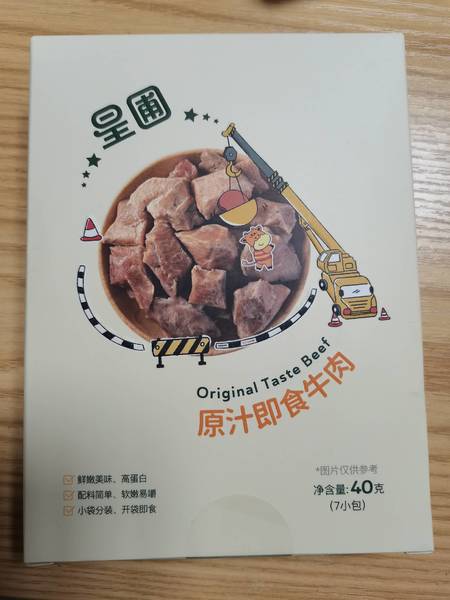 呈圃
Original Taste Beef
原汁即食牛肉
鲜嫩美味、高蛋白
配料简单、软嫩易嚼
小袋分装、开袋即食
*图片仅供参考
净含量:40克
(7小包)